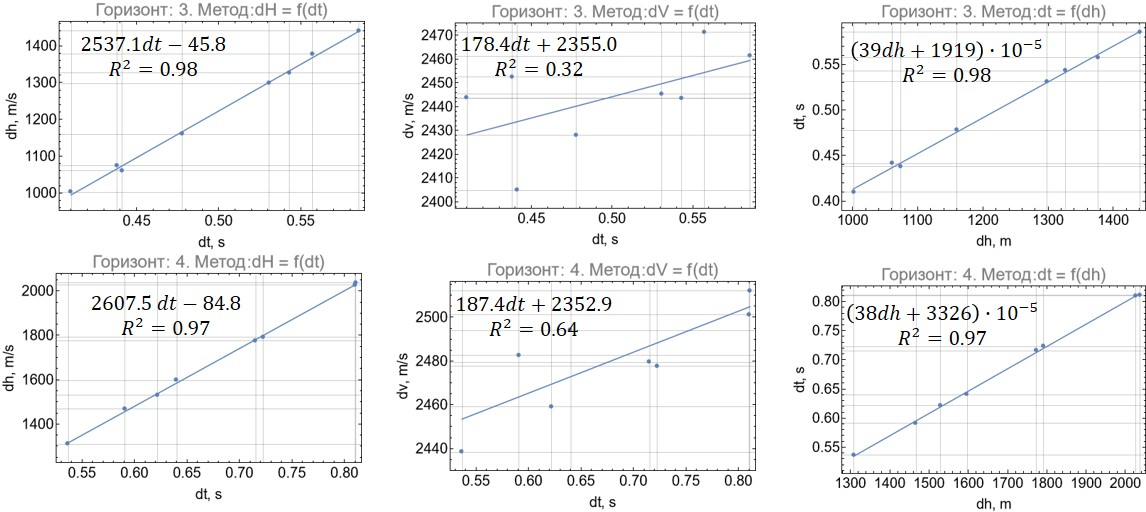 Горизонт: 3. Метод:dH = f(dt)
2537.1dt − 45.8
R² = 0.98
1400
1300
1200
1100
1000
dh, m/s
0.45
0.50
0.55
dt, s
Горизонт: 3. Метод:dV = f(dt)
178.4dt + 2355.0
R² = 0.32
2470
2460
2450
2440
2430
2420
2410
2400
dv, m/s
0.45
0.50
0.55
dt, s
Горизонт: 3. Метод:dt = f(dh)
(39dh + 1919) · 10⁻⁵
R² = 0.98
0.55
0.50
0.45
0.40
dt, s
1000
1100
1200
1300
1400
dh, m
Горизонт: 4. Метод:dH = f(dt)
2607.5 dt − 84.8
R² = 0.97
2000
1800
1600
1400
dh, m/s
0.55
0.60
0.65
0.70
0.75
0.80
dt, s
Горизонт: 4. Метод:dV = f(dt)
187.4dt + 2352.9
R² = 0.64
2500
2480
2460
2440
dv, m/s
0.55
0.60
0.65
0.70
0.75
0.80
dt, s
Горизонт: 4. Метод:dt = f(dh)
(38dh + 3326) · 10⁻⁵
R² = 0.97
0.80
0.75
0.70
0.65
0.60
0.55
dt, s
1300
1400
1500
1600
1700
1800
1900
2000
dh, m